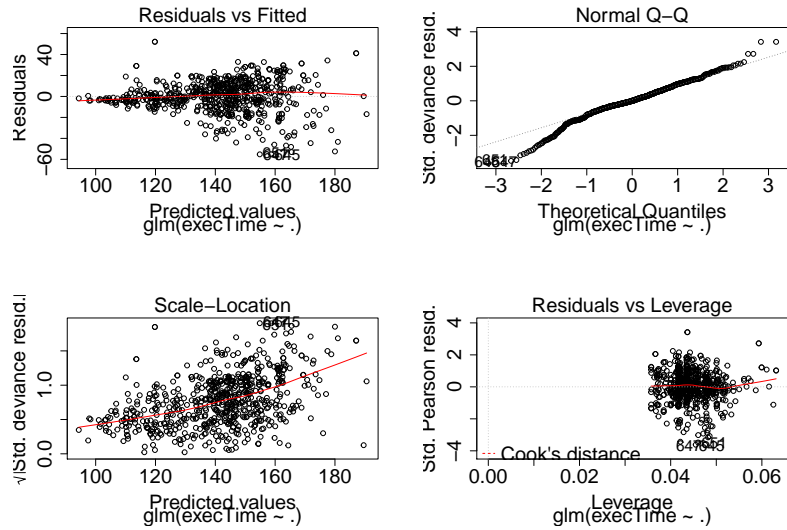 Residuals vs Fitted
Residuals
40
0
−60
100 120 140 160 180
Predicted values
glm(execTime ~ .)
Normal Q−Q
Std. deviance resid.
4
2
0
−2
−3 −2 −1 0 1 2 3
Theoretical Quantiles
glm(execTime ~ .)
Scale−Location
√|Std. deviance resid.|
1.0
0.0
100 120 140 160 180
Predicted values
glm(execTime ~ .)
Residuals vs Leverage
Std. Pearson resid.
4
2
0
−4
Cook's distance
0.00 0.02 0.04 0.06
Leverage
glm(execTime ~ .)